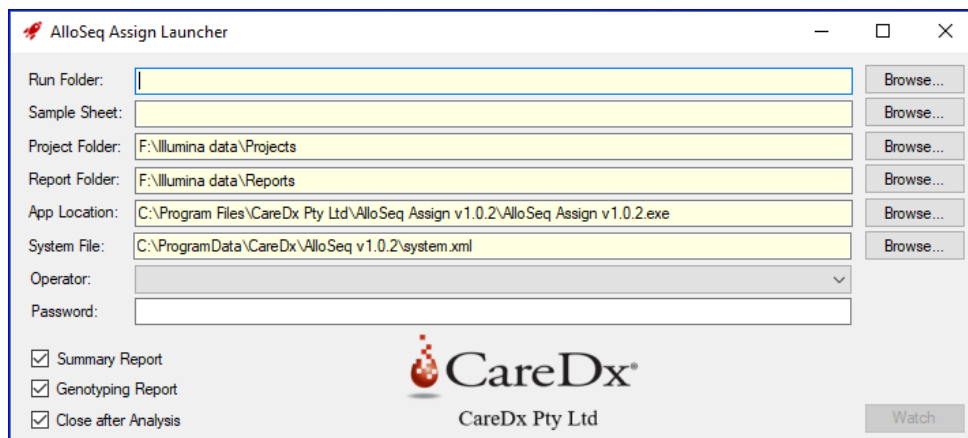 AlloSeq Assign Launcher
Run Folder: Browse...
Sample Sheet: Browse...
Project Folder: F:\Illumina data\Projects Browse...
Report Folder: F:\Illumina data\Reports Browse...
App Location: C:\Program Files\CareDx Pty Ltd\AlloSeq Assign v1.0.2\AlloSeq Assign v1.0.2.exe Browse...
System File: C:\ProgramData\CareDx\AlloSeq v1.0.2\system.xml Browse...
Operator:
Password:
Summary Report
Genotyping Report
Close after Analysis
CareDx®
CareDx Pty Ltd
Watch